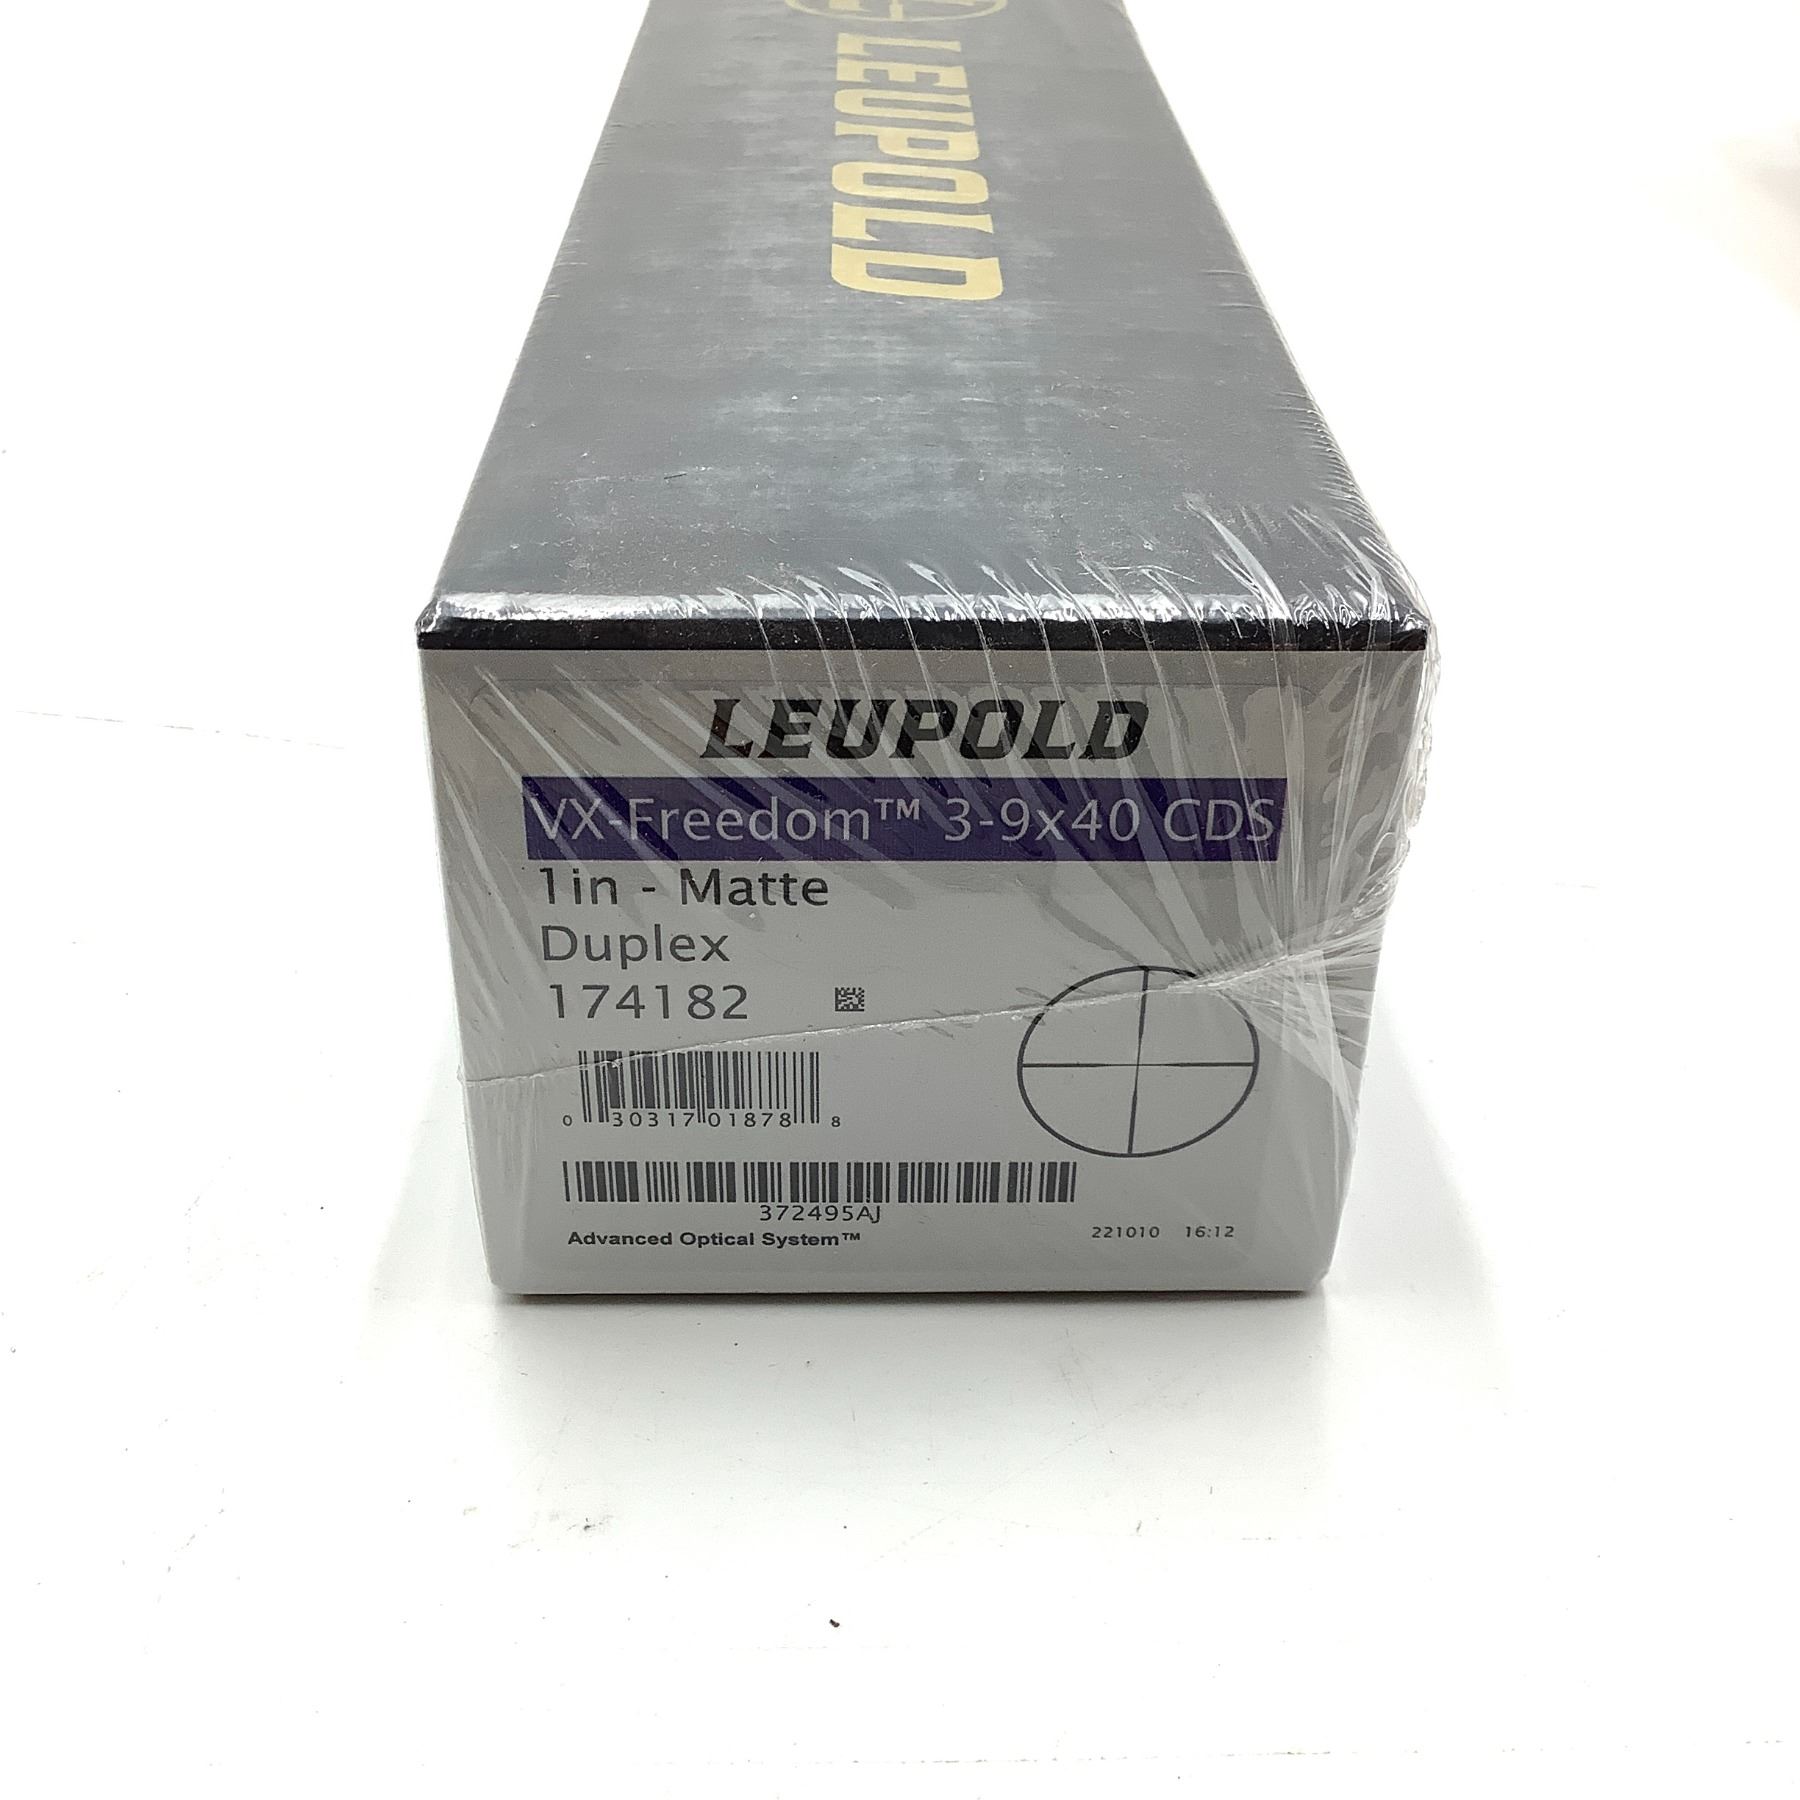 LEUPOLD
LEUPOLD
VX-Freedom™ 3-9x40 CDS
1in - Matte
Duplex
174182
0 30317 01878 8
372495AJ
Advanced Optical System™
221010 16:12